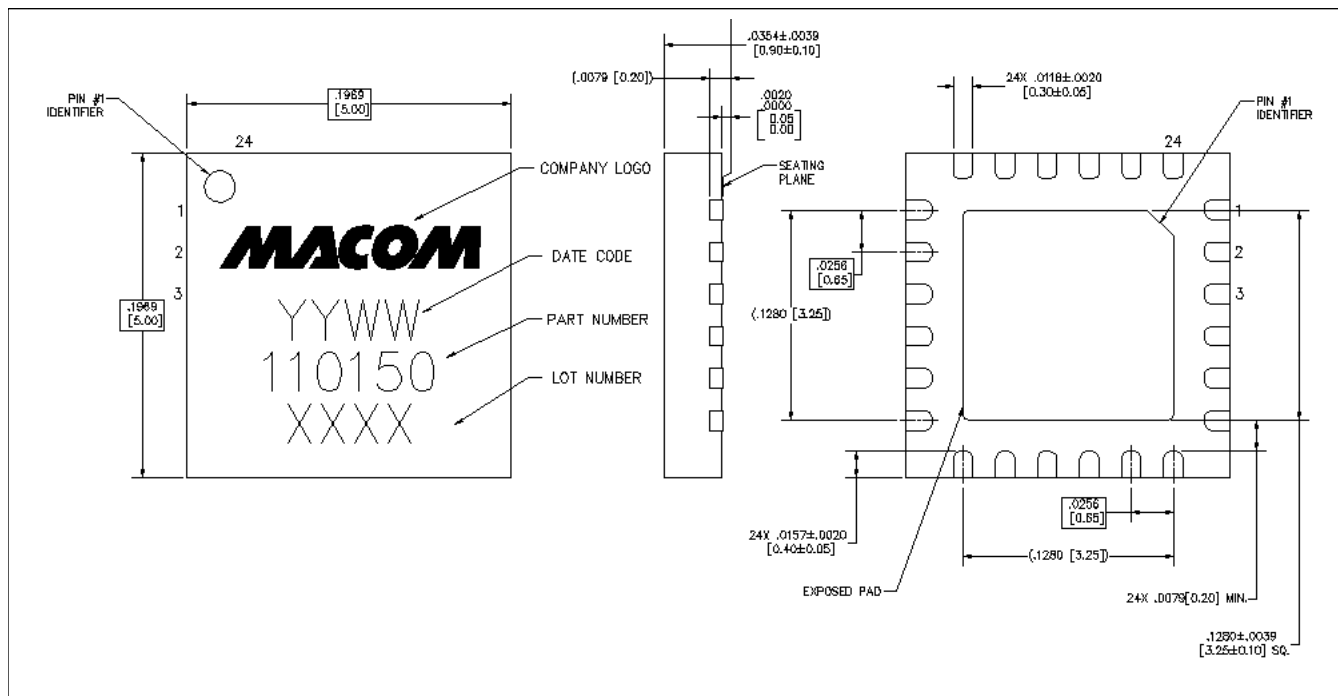 PIN #1
IDENTIFIER
.1969
[5.00]
24
1
2
3
.1969
[5.00]
COMPANY LOGO
MACOM
DATE CODE
YYWW
PART NUMBER
110150
LOT NUMBER
XXXX
.0354±.0039
[0.90±0.10]
(.0079 [0.20])
.0020
.0000
[0.05
0.00]
SEATING
PLANE
24X .0118±.0020
[0.30±0.05]
PIN #1
IDENTIFIER
24
1
2
3
.0256
[0.65]
(.1280 [3.25])
24X .0157±.0020
[0.40±0.05]
.0256
[0.65]
(.1280 [3.25])
EXPOSED PAD
24X .0079[0.20] MIN.
.1280±.0039
[3.25±0.10] SQ.